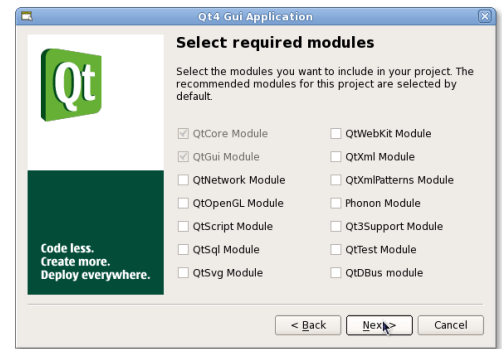 Qt4 Gui Application
Qt
Select required modules
Select the modules you want to include in your project. The
recommended modules for this project are selected by
default.
QtCore Module
QtWebKit Module
QtGui Module
QtXml Module
QtNetwork Module
QtXmlPatterns Module
QtOpenGL Module
Phonon Module
QtScript Module
Qt3Support Module
QtSql Module
QtTest Module
QtSvg Module
QtDBus module
Code less.
Create more.
Deploy everywhere.
< Back
Next >
Cancel